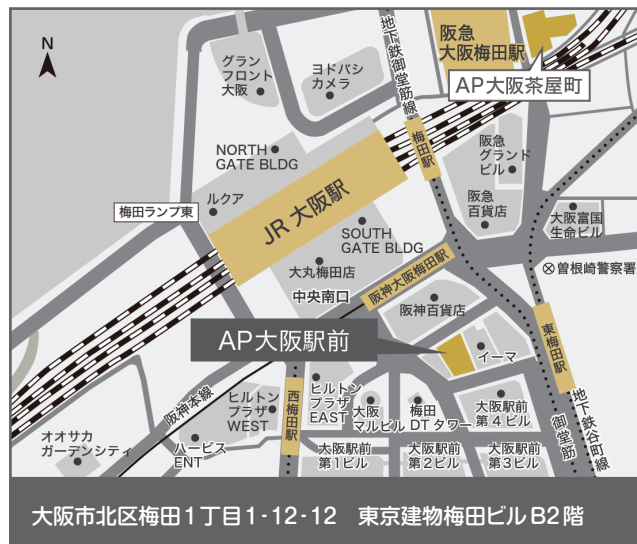 N
グラン
フロント
大阪
ヨドバシ
カメラ
地下鉄御堂筋線
阪急
大阪梅田駅
AP大阪茶屋町
梅田駅
阪急
グランド
ビル
NORTH
GATE BLDG
ルクア
梅田ランプ東
JR 大阪駅
阪急
百貨店
大阪富国
生命ビル
SOUTH
GATE BLDG
大丸梅田店
中央南口
阪神大阪梅田駅
曽根崎警察署
阪神百貨店
東梅田駅
AP大阪駅前
イーマ
阪神本線
西梅田駅
ヒルトン
プラザ
WEST
ヒルトン
プラザ
EAST
大阪
マルビル
梅田
DTタワー
大阪駅前
第4ビル
御堂筋
地下鉄谷町線
オオサカ
ガーデンシティ
ハービス
ENT
大阪駅前
第1ビル
大阪駅前
第2ビル
大阪駅前
第3ビル
大阪市北区梅田1丁目1-12-12 東京建物梅田ビルB2階